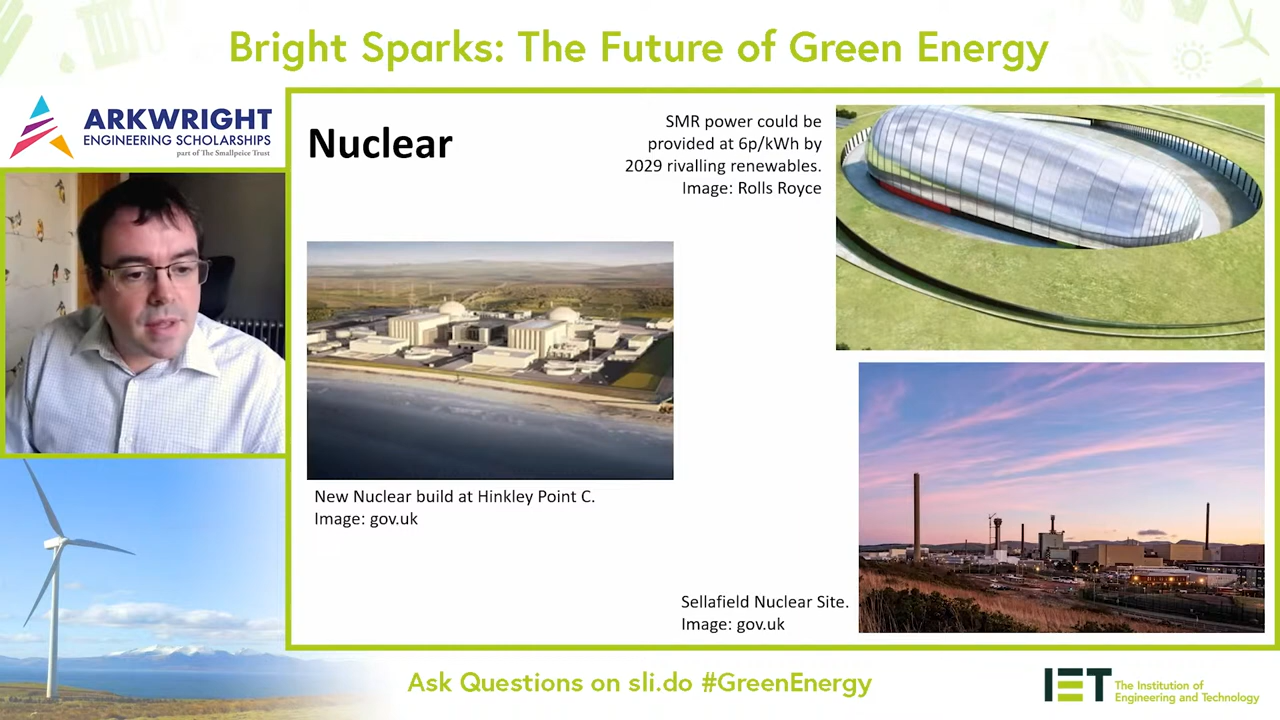 Bright Sparks: The Future of Green Energy
ARKWRIGHT
ENGINEERING SCHOLARSHIPS
part of The Smallpeice Trust
Nuclear
SMR power could be
provided at 6p/kWh by
2029 rivalling renewables.
Image: Rolls Royce
New Nuclear build at Hinkley Point C.
Image: gov.uk
Sellafield Nuclear Site.
Image: gov.uk
Ask Questions on sli.do #GreenEnergy
IET
The Institution of
Engineering and Technology